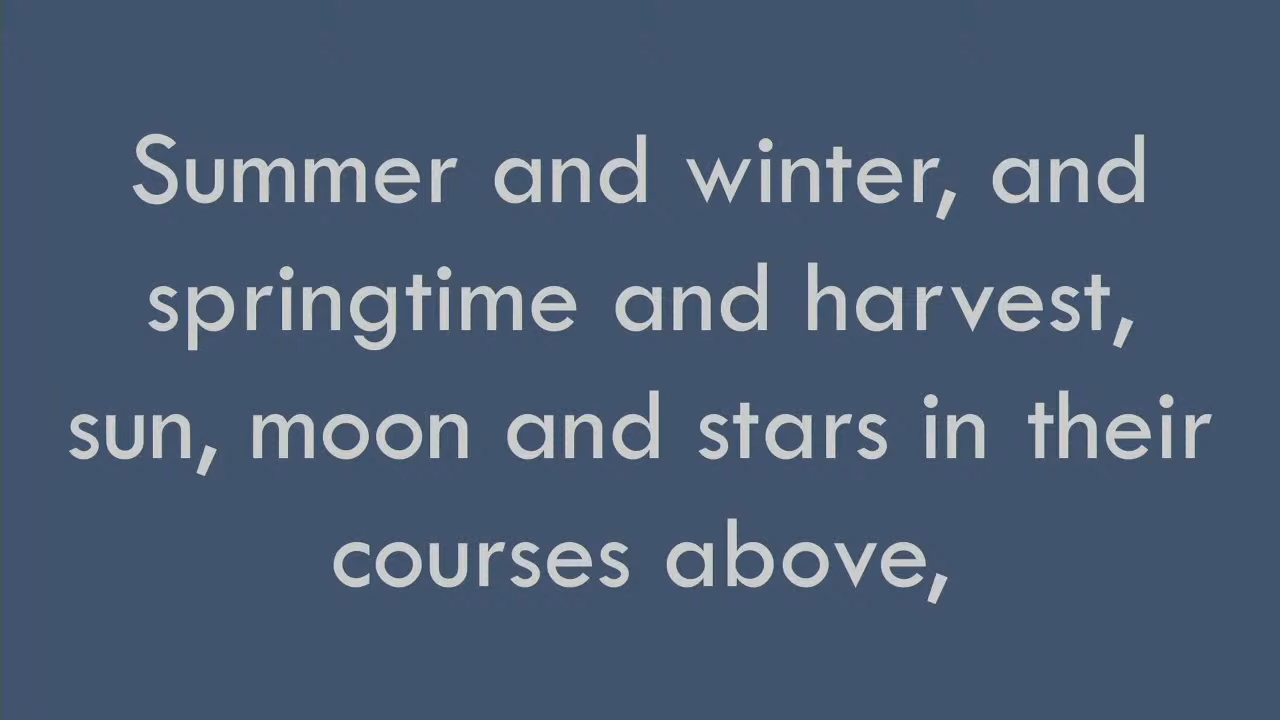 Summer and winter, and
springtime and harvest,
sun, moon and stars in their
courses above,